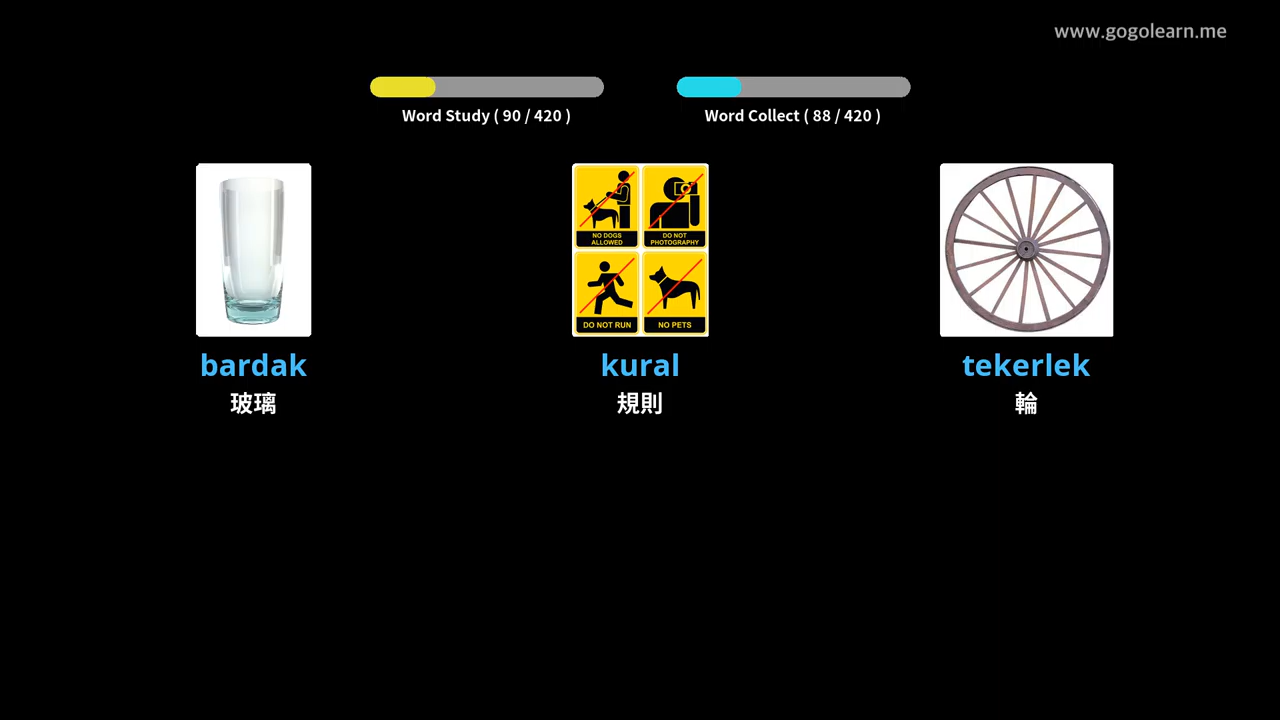 www.gogolearn.me
Word Study ( 90 / 420 )
Word Collect ( 88 / 420 )
NO DOGS
ALLOWED
DO NOT
PHOTOGRAPHY
DO NOT RUN
NO PETS
bardak
kural
tekerlek
玻璃
規則
輪